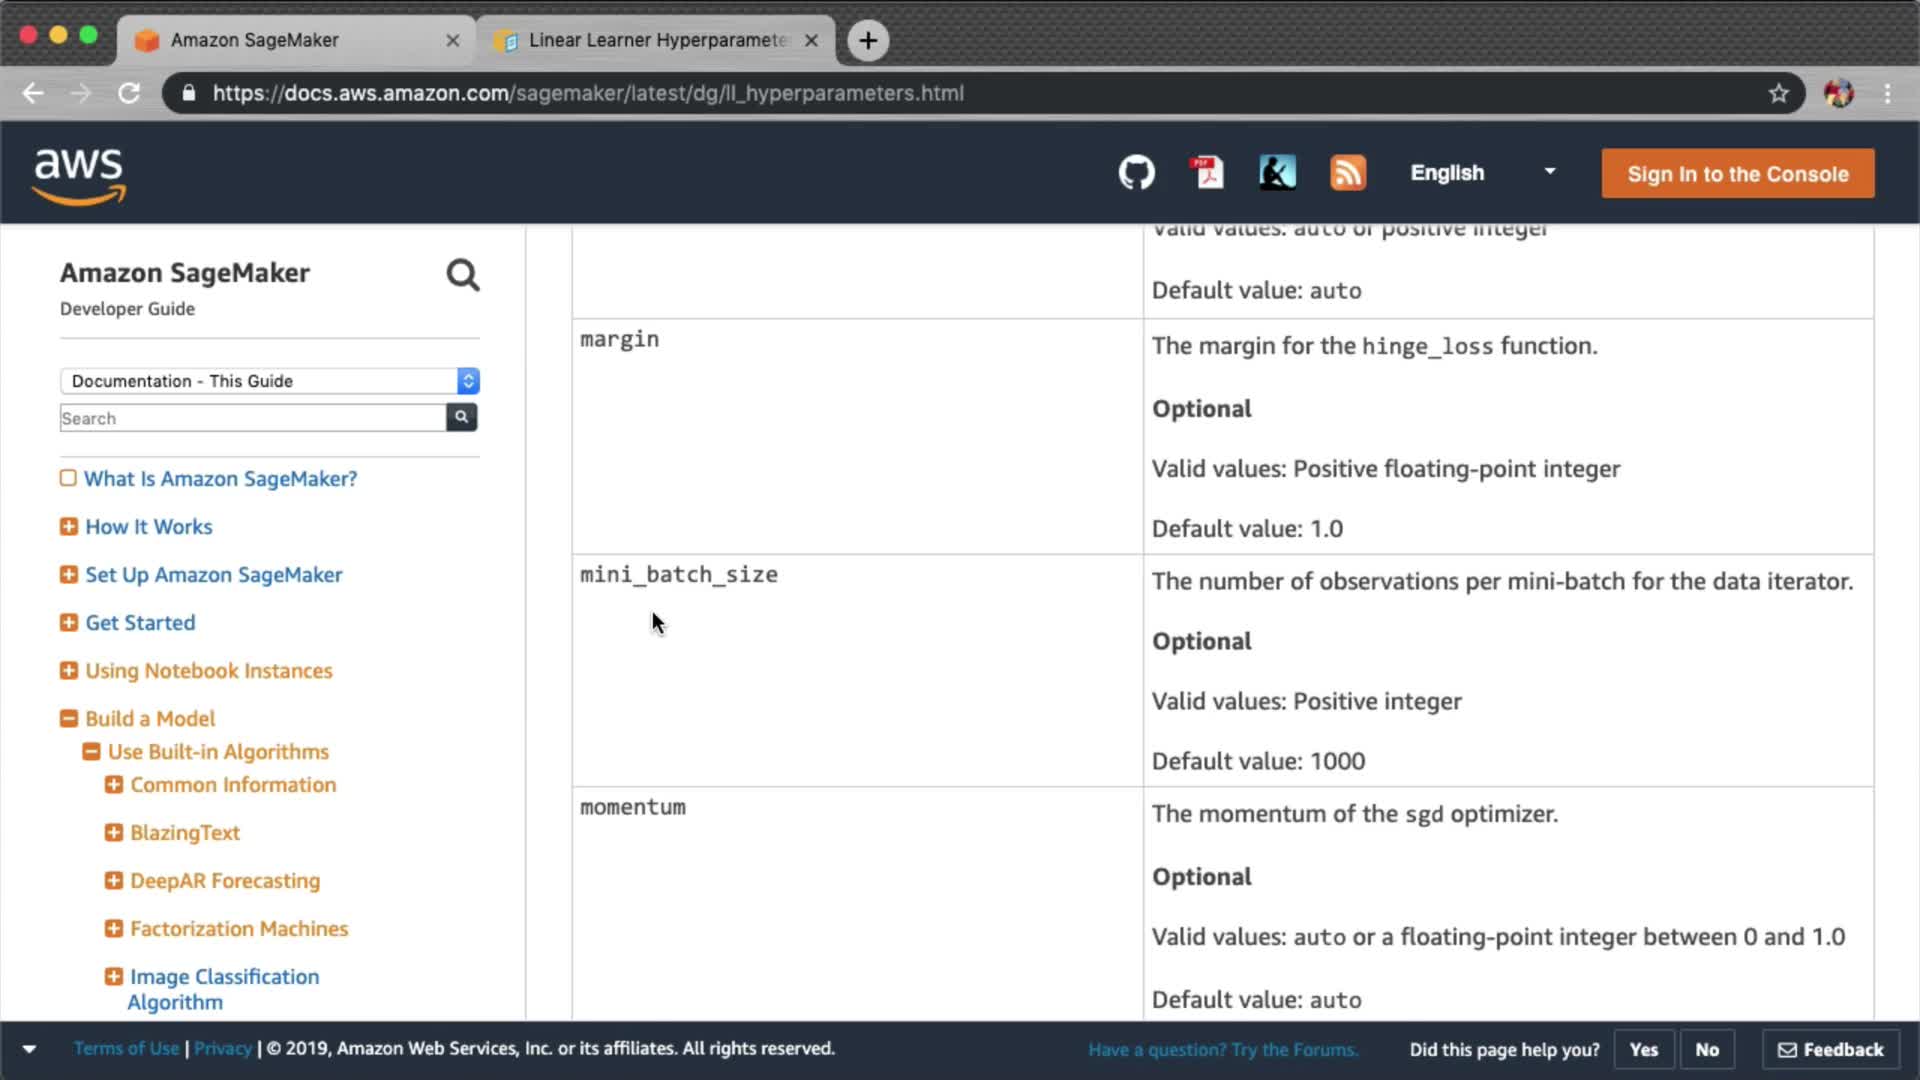 Amazon SageMaker
Linear Learner Hyperparamete
https://docs.aws.amazon.com/sagemaker/latest/dg/ll_hyperparameters.html
aws
PDF
English
Sign In to the Console
Amazon SageMaker
Developer Guide
Documentation - This Guide
Search
What Is Amazon SageMaker?
How It Works
Set Up Amazon SageMaker
Get Started
Using Notebook Instances
Build a Model
Use Built-in Algorithms
Common Information
BlazingText
DeepAR Forecasting
Factorization Machines
Image Classification
Algorithm
Valid values: auto or positive integer
Default value: auto
margin
The margin for the hinge_loss function.
Optional
Valid values: Positive floating-point integer
Default value: 1.0
mini_batch_size
The number of observations per mini-batch for the data iterator.
Optional
Valid values: Positive integer
Default value: 1000
momentum
The momentum of the sgd optimizer.
Optional
Valid values: auto or a floating-point integer between 0 and 1.0
Default value: auto
Terms of Use | Privacy | © 2019, Amazon Web Services, Inc. or its affiliates. All rights reserved.
Have a question? Try the Forums.
Did this page help you?
Yes
No
Feedback